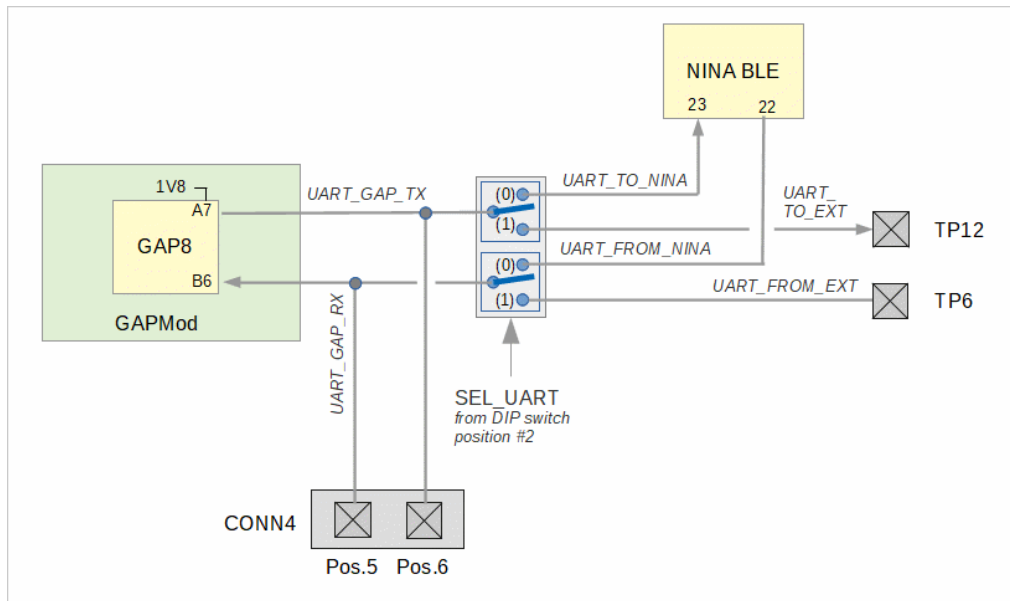 NINA BLE
23 22
1V8
A7
GAP8
B6
GAPMod
UART_GAP_TX
UART_GAP_RX
(0)
(1)
(0)
(1)
UART_TO_NINA
UART_
TO_EXT
UART_FROM_NINA
UART_FROM_EXT
TP12
TP6
SEL_UART
from DIP switch
position #2
CONN4
Pos.5 Pos.6